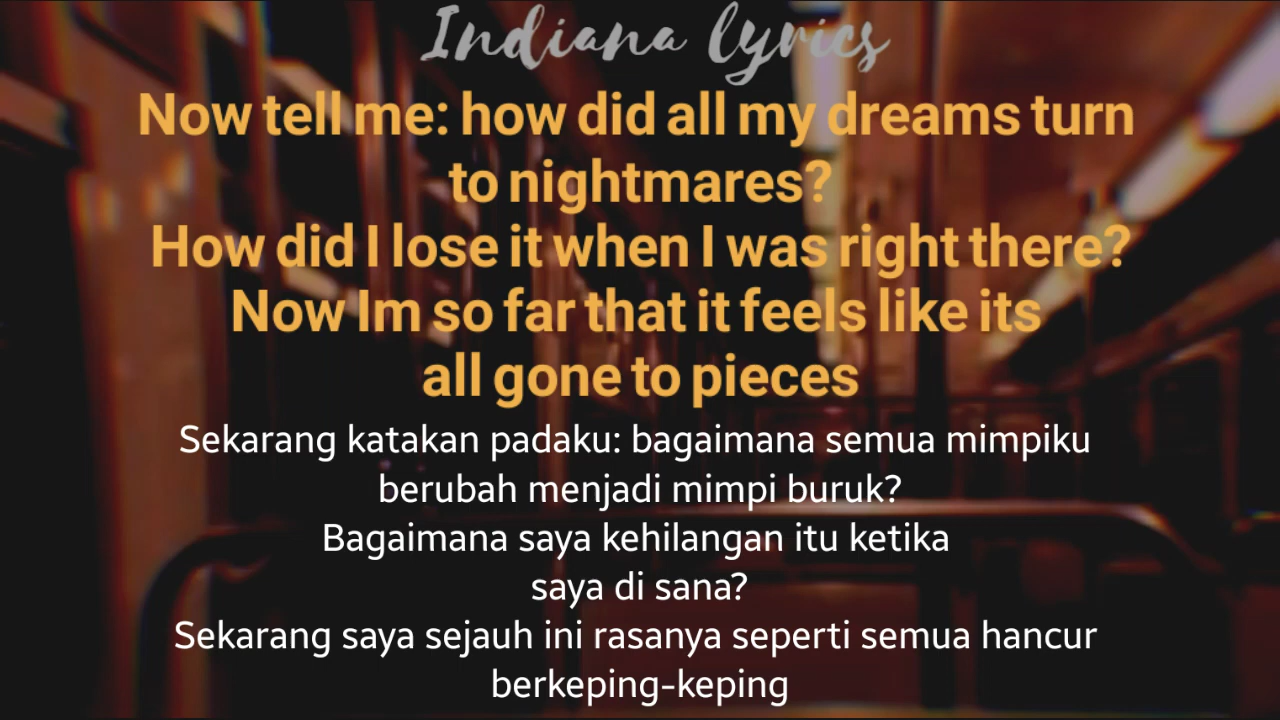 Indiana lyrics
Now tell me: how did all my dreams turn
to nightmares?
How did I lose it when I was right there?
Now Im so far that it feels like its
all gone to pieces
Sekarang katakan padaku: bagaimana semua mimpiku
berubah menjadi mimpi buruk?
Bagaimana saya kehilangan itu ketika
saya di sana?
Sekarang saya sejauh ini rasanya seperti semua hancur
berkeping-keping